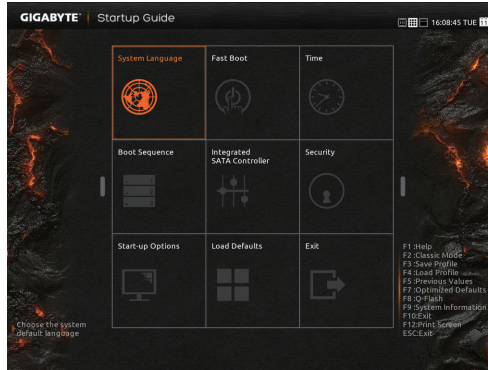 GIGABYTE™ Startup Guide
16:08:45 TUE
System Language
Fast Boot
Time
Boot Sequence
Integrated
SATA Controller
Security
Start-up Options
Load Defaults
Exit
Choose the system
default language
F1 :Help
F2 :Classic Mode
F3 :Save Profile
F4 :Load Profile
F5 :Previous Values
F7 :Optimized Defaults
F8 :Q-Flash
F9 :System Information
F10:Exit
F12:Print Screen
ESC:Exit